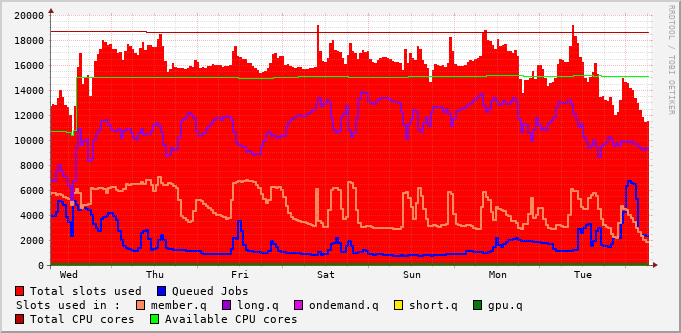 20000
18000
16000
14000
12000
10000
8000
6000
4000
2000
0
Wed Thu Fri Sat Sun Mon Tue
RRDTOOL / TOBI OETIKER
Total slots used Queued Jobs
Slots used in : member.q long.q ondemand.q short.q gpu.q
Total CPU cores Available CPU cores